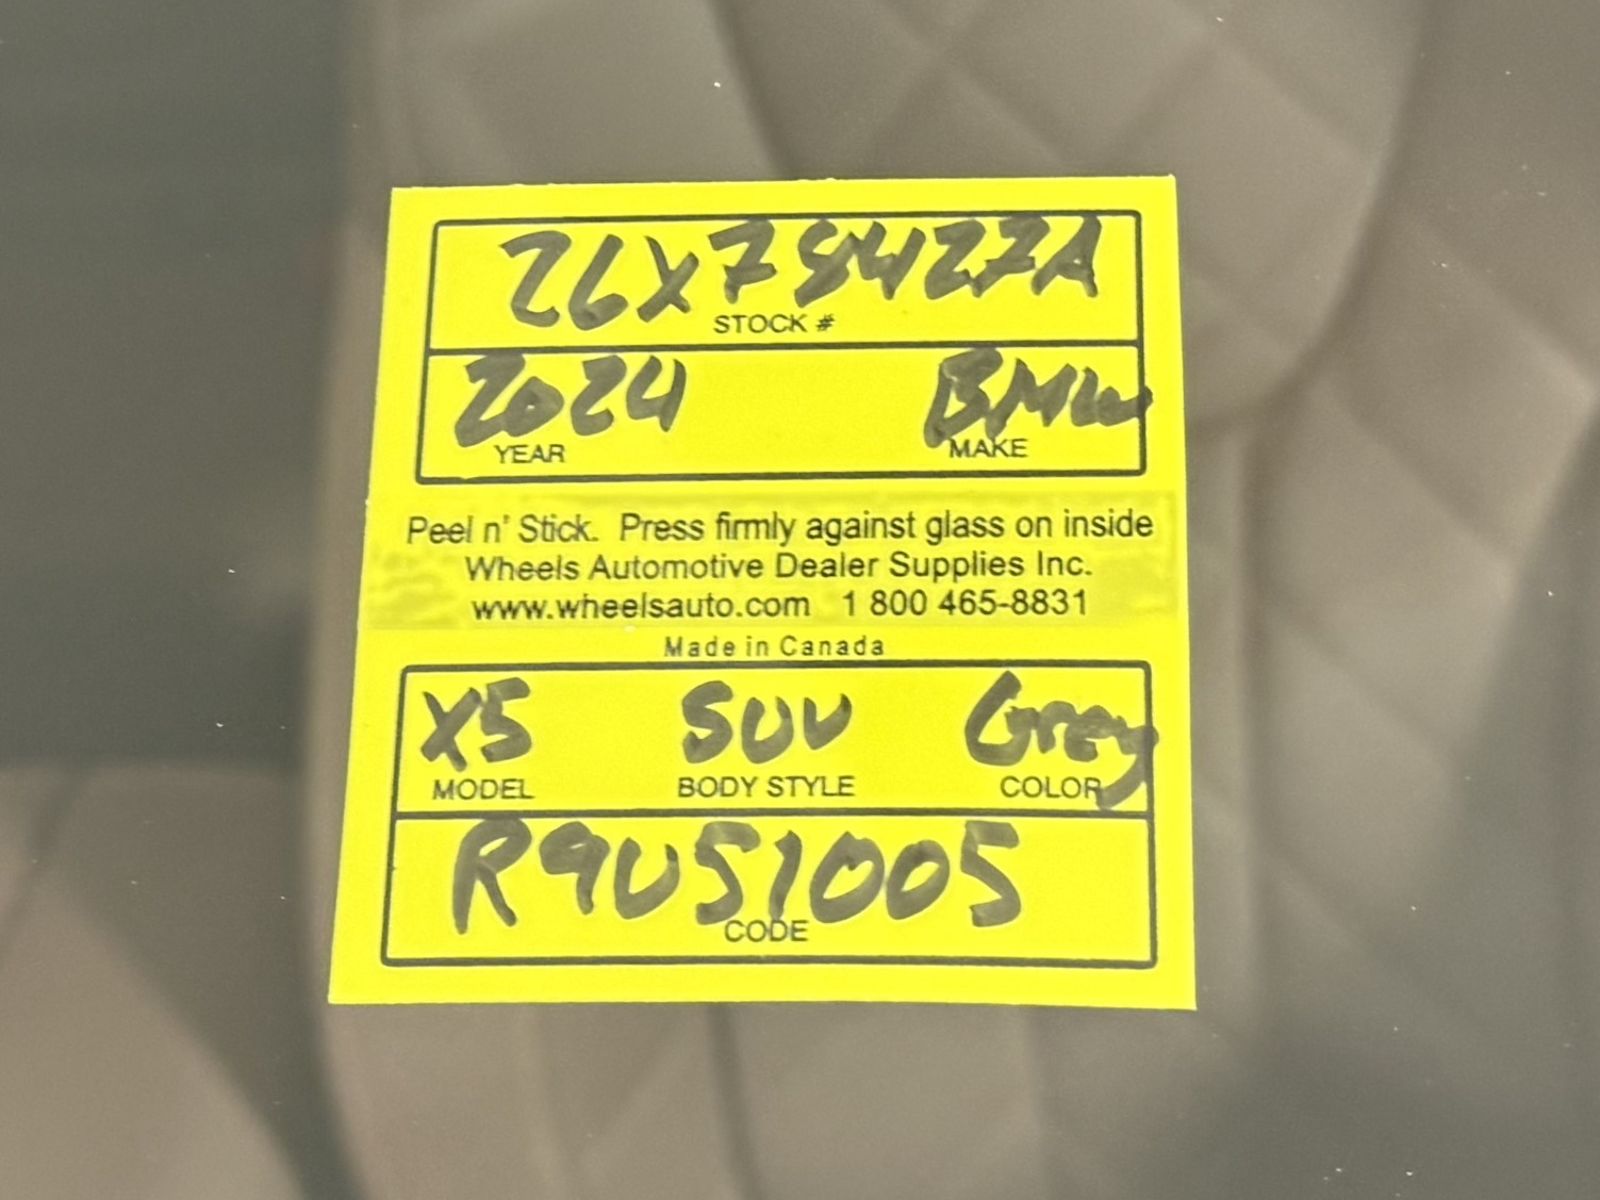 26X78427A
STOCK #
2024 BMW
YEAR MAKE
Peel n' Stick. Press firmly against glass on inside
Wheels Automotive Dealer Supplies Inc.
www.wheelsauto.com 1 800 465-8831
Made in Canada
X5 SUV Grey
MODEL BODY STYLE COLOR
R9U51005
CODE